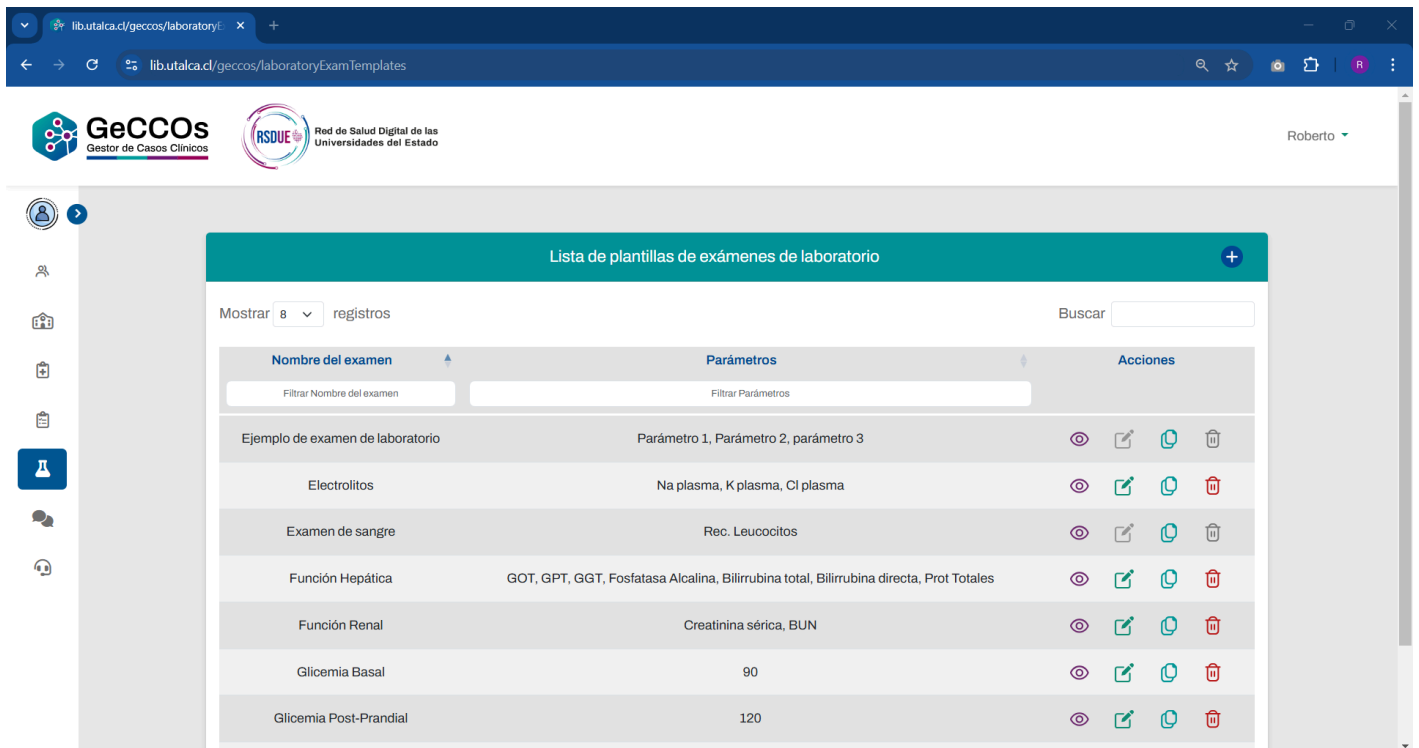 lib.utalca.cl/geccos/laboratoryE
lib.utalca.cl/geccos/laboratoryExamTemplates
R
GeCCOs
Gestor de Casos Clínicos
RSDUE
Red de Salud Digital de las
Universidades del Estado
Roberto
Lista de plantillas de exámenes de laboratorio
Mostrar 8 registros
Buscar
Nombre del examen Parámetros Acciones
Filtrar Nombre del examen Filtrar Parámetros
Ejemplo de examen de laboratorio Parámetro 1, Parámetro 2, parámetro 3
Electrolitos Na plasma, K plasma, Cl plasma
Examen de sangre Rec. Leucocitos
Función Hepática GOT, GPT, GGT, Fosfatasa Alcalina, Bilirrubina total, Bilirrubina directa, Prot Totales
Función Renal Creatinina sérica, BUN
Glicemia Basal 90
Glicemia Post-Prandial 120